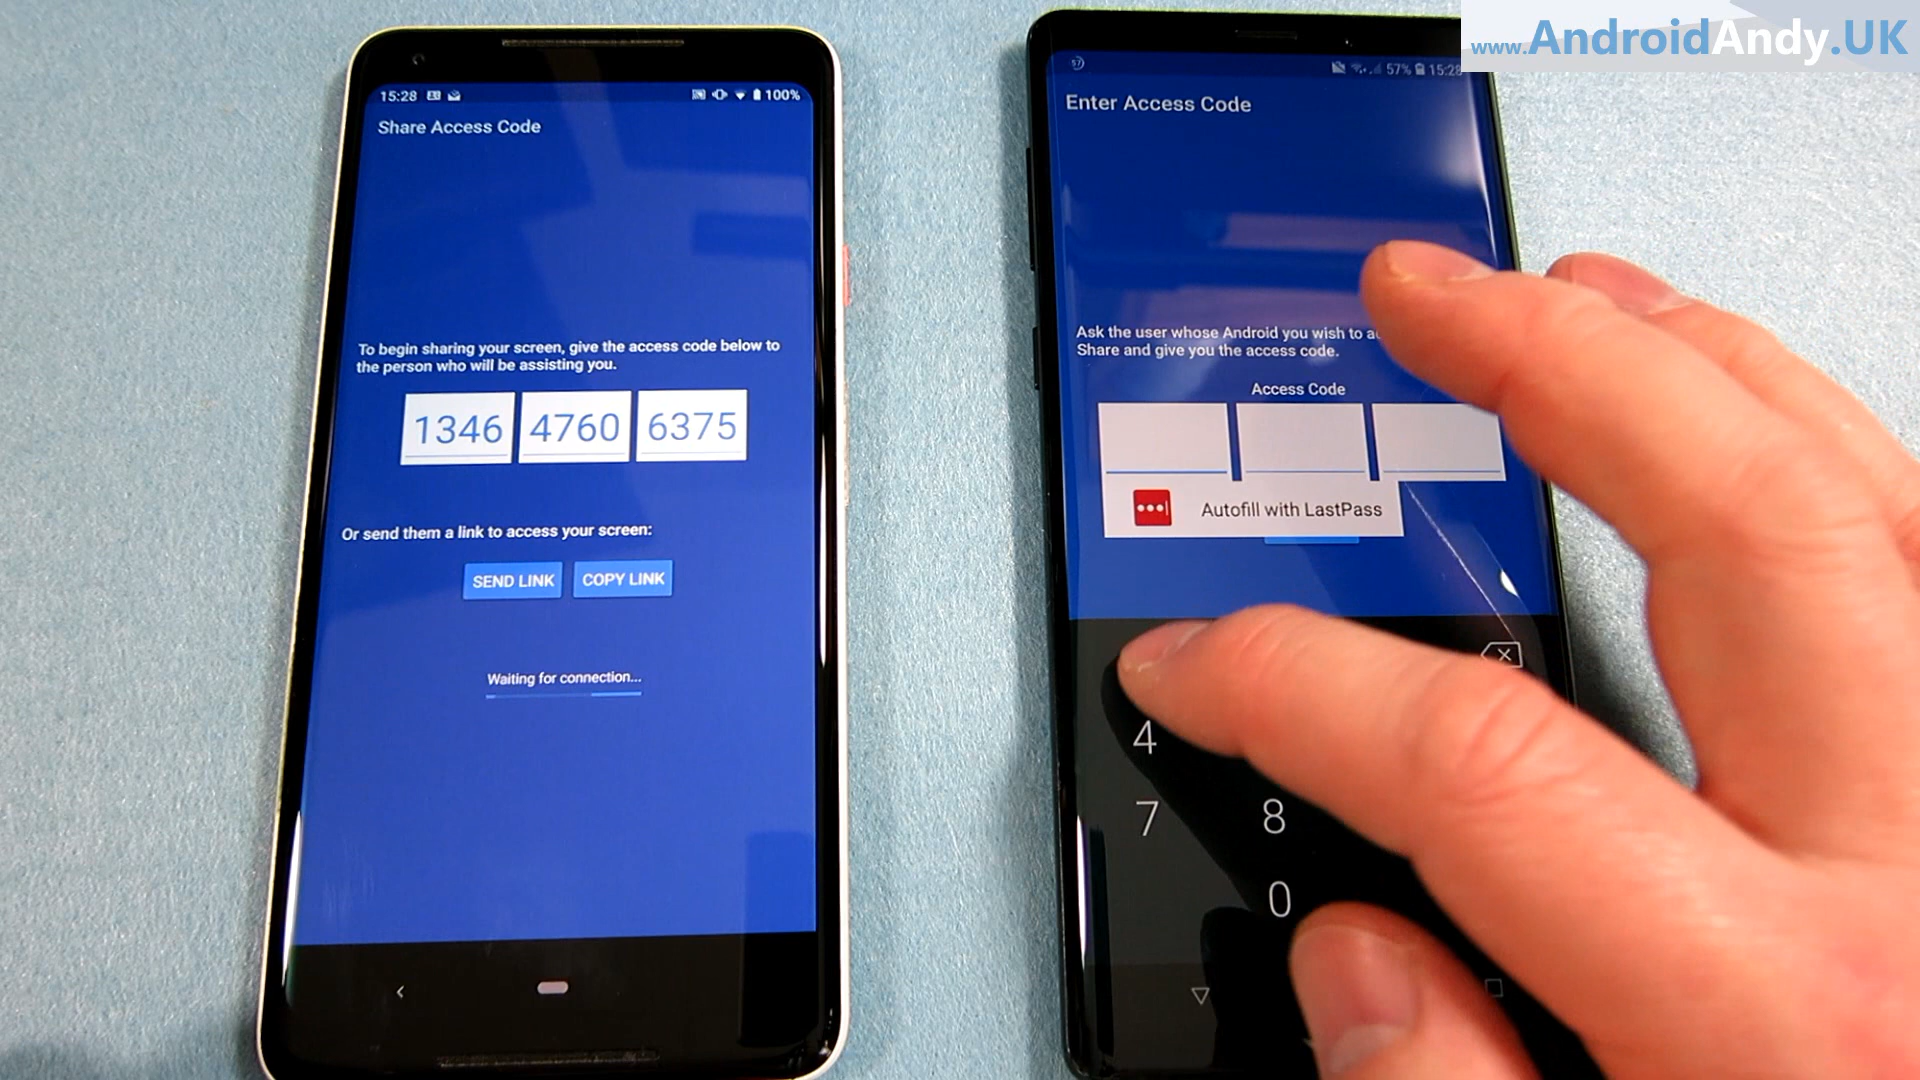 www.AndroidAndy.UK
15:28
100%
Share Access Code
To begin sharing your screen, give the access code below to
the person who will be assisting you.
1346 4760 6375
Or send them a link to access your screen:
SEND LINK COPY LINK
Waiting for connection...
57% 15:28
Enter Access Code
Ask the user whose Android you wish to
Share and give you the access code.
Access Code
Autofill with LastPass
4
7 8
0